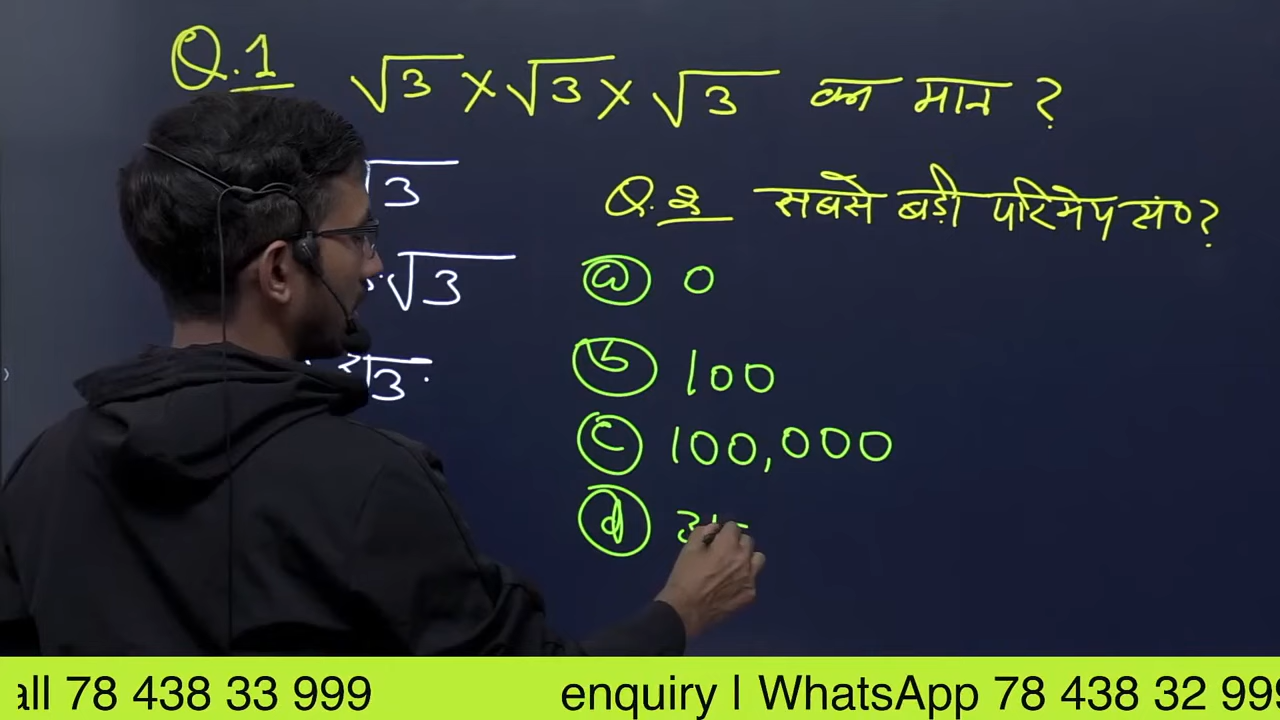 Q.1 √3 × √3 × √3 का मान ?
√3
√3
√3
Q.2 सबसे बड़ी परिमेय सं० ?
(a) 0
(b) 100
(c) 100,000
(d)
all 78 438 33 999 enquiry | WhatsApp 78 438 32 999